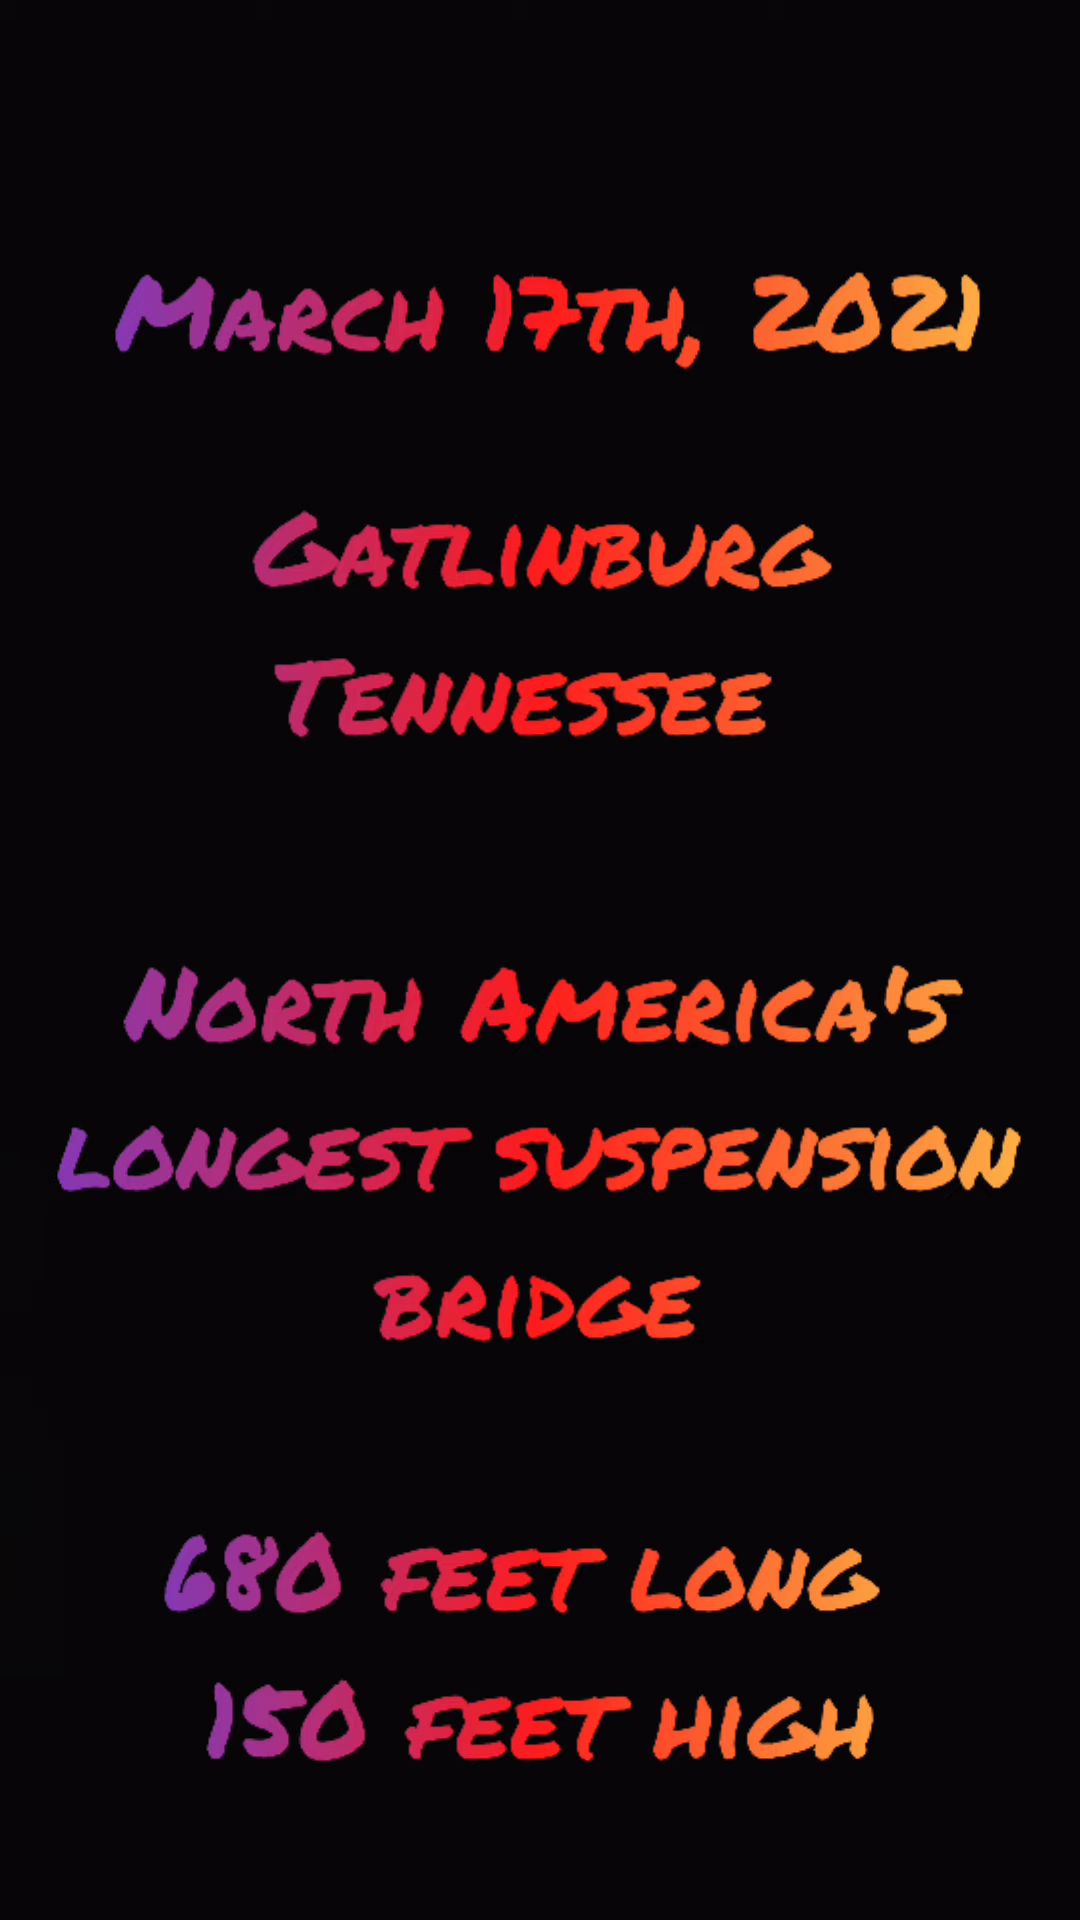 March 17th, 2021
Gatlinburg
Tennessee
North America's
longest suspension
bridge
680 feet long
150 feet high